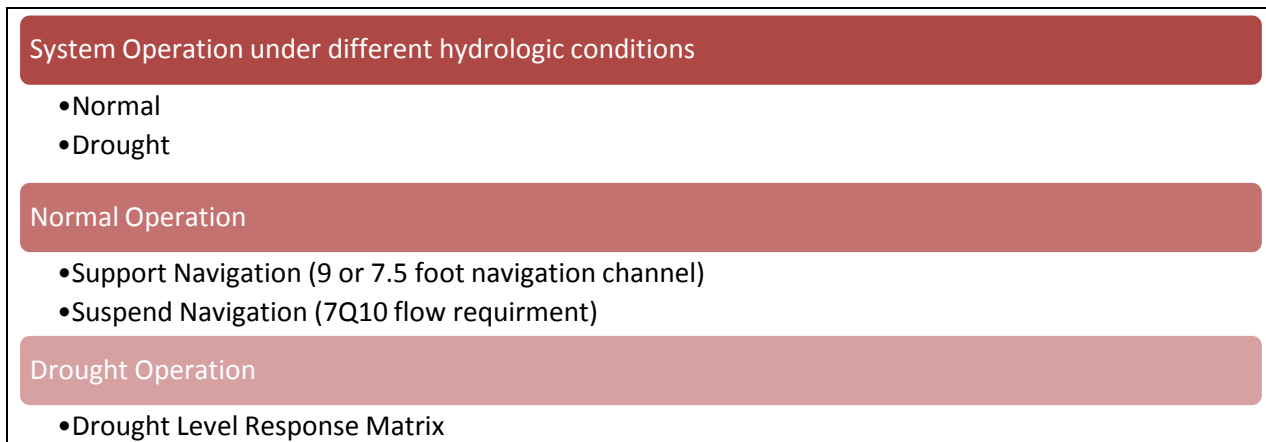 System Operation under different hydrologic conditions
•Normal
•Drought
Normal Operation
•Support Navigation (9 or 7.5 foot navigation channel)
•Suspend Navigation (7Q10 flow requirment)
Drought Operation
•Drought Level Response Matrix